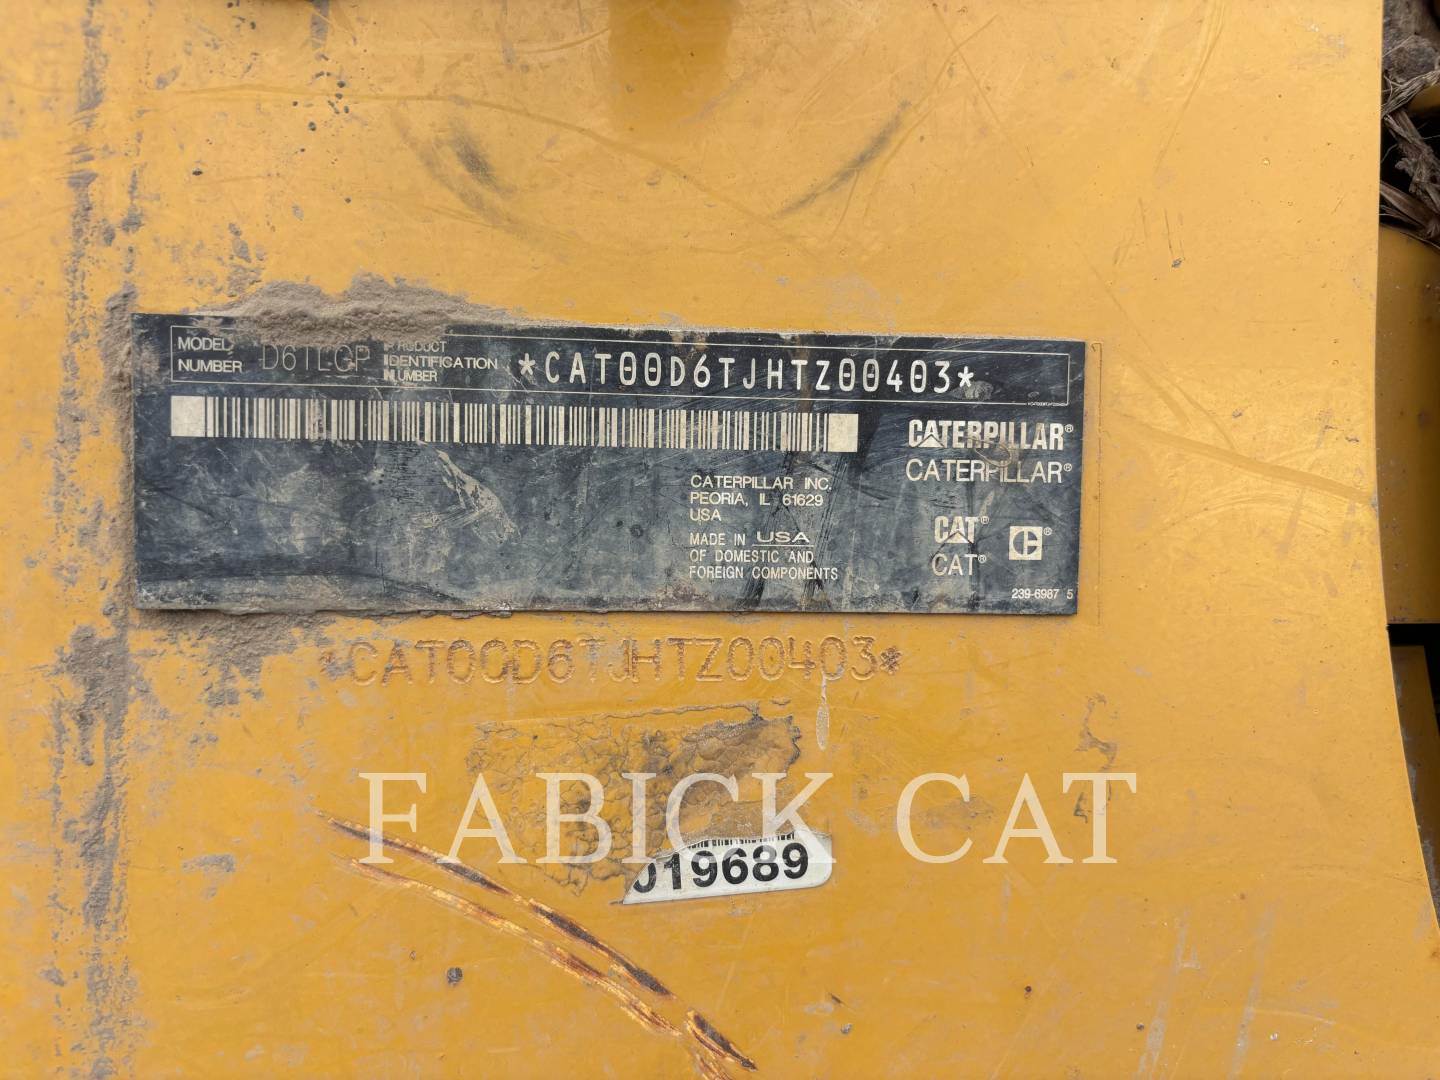 MODEL NUMBER D6TLGP PRODUCT IDENTIFICATION NUMBER *CAT00D6TJHTZ00403*
CATERPILLAR®
CATERPILLAR®
CATERPILLAR INC.
PEORIA, IL 61629
USA
MADE IN USA
OF DOMESTIC AND
FOREIGN COMPONENTS
CAT®
CAT®
239-6987 5
*CAT00D6TJHTZ00403*
FABICK CAT
019689